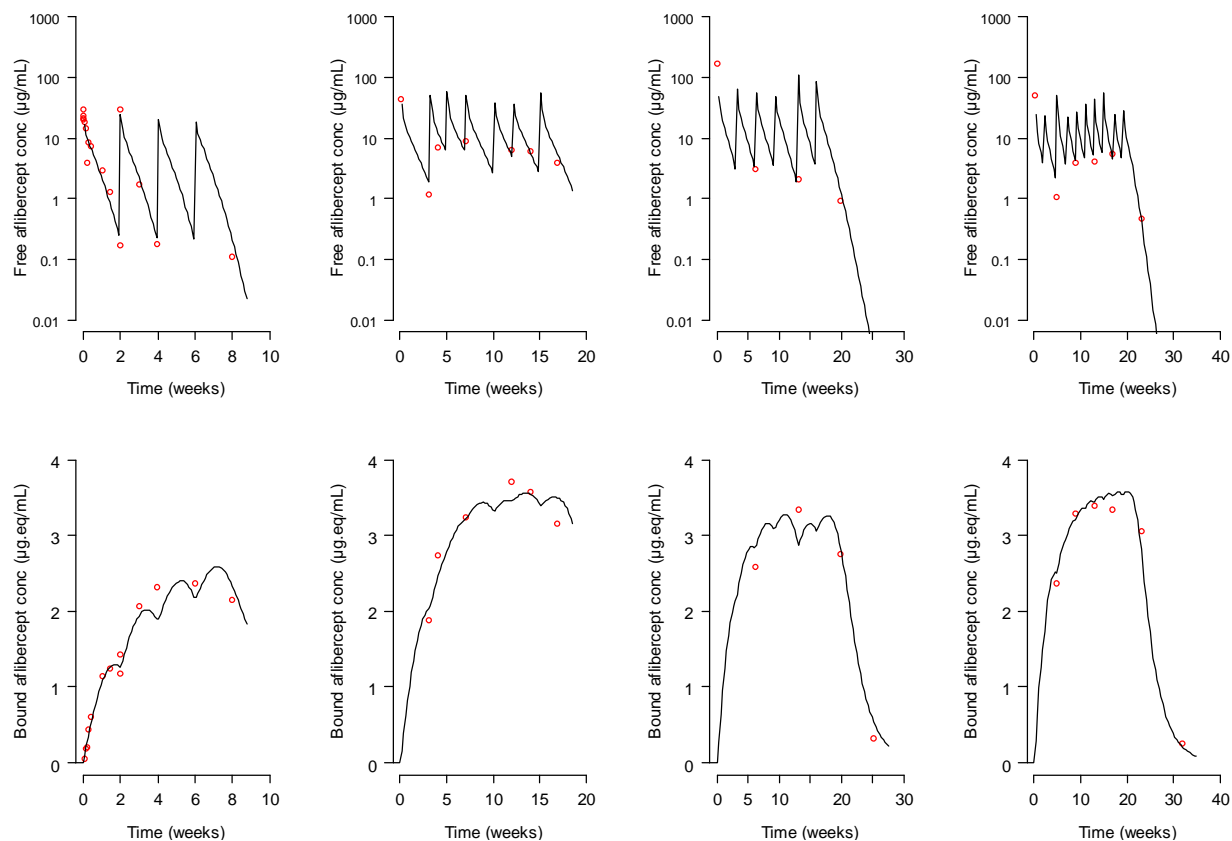 1000
100
10
1
0.1
0.01
Free aflibercept conc (µg/mL)
0 2 4 6 8 10
Time (weeks)
1000
100
10
1
0.1
0.01
Free aflibercept conc (µg/mL)
0 5 10 15 20
Time (weeks)
1000
100
10
1
0.1
0.01
Free aflibercept conc (µg/mL)
0 5 10 20 30
Time (weeks)
1000
100
10
1
0.1
0.01
Free aflibercept conc (µg/mL)
0 10 20 30 40
Time (weeks)
4
3
2
1
0
Bound aflibercept conc (µg.eq/mL)
0 2 4 6 8 10
Time (weeks)
4
3
2
1
0
Bound aflibercept conc (µg.eq/mL)
0 5 10 15 20
Time (weeks)
4
3
2
1
0
Bound aflibercept conc (µg.eq/mL)
0 5 10 20 30
Time (weeks)
4
3
2
1
0
Bound aflibercept conc (µg.eq/mL)
0 10 20 30 40
Time (weeks)